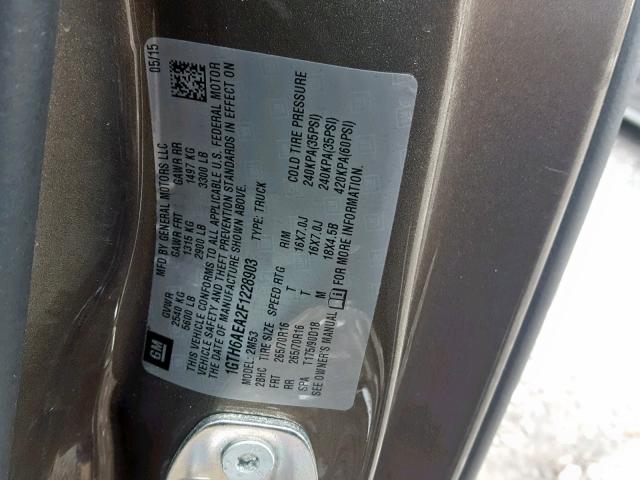 GM
MFD BY GENERAL MOTORS LLC
05/15
GVWR GAWR FRT GAWR RR
2540 KG 1315 KG 1497 KG
5600 LB 2900 LB 3300 LB
THIS VEHICLE CONFORMS TO ALL APPLICABLE U.S. FEDERAL MOTOR
VEHICLE SAFETY AND THEFT PREVENTION STANDARDS IN EFFECT ON
THE DATE OF MANUFACTURE SHOWN ABOVE.
1GTH6AEA2F1228903 TYPE: TRUCK
MODEL: 2M53
2BHC TIRE SIZE SPEED RTG RIM COLD TIRE PRESSURE
FRT 265/70R16 T 16X7.0J 240KPA(35PSI)
RR 265/70R16 T 16X7.0J 240KPA(35PSI)
SPA T175/90D18 M 18X4.5B 420KPA(60PSI)
SEE OWNER'S MANUAL FOR MORE INFORMATION.